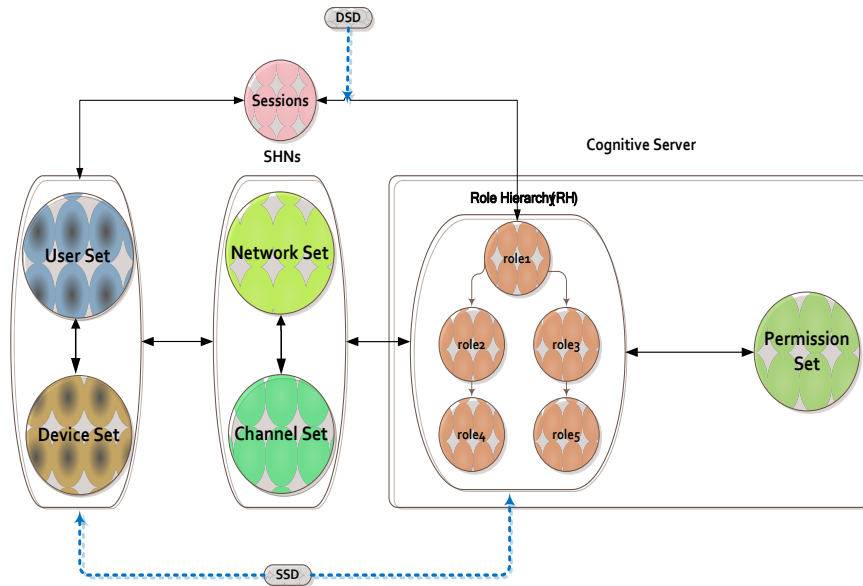 DSD
Sessions
SHNs
Cognitive Server
Role Hierarchy(RH)
User Set
Network Set
role1
role2
role3
Permission
Set
Device Set
Channel Set
role4
role5
SSD